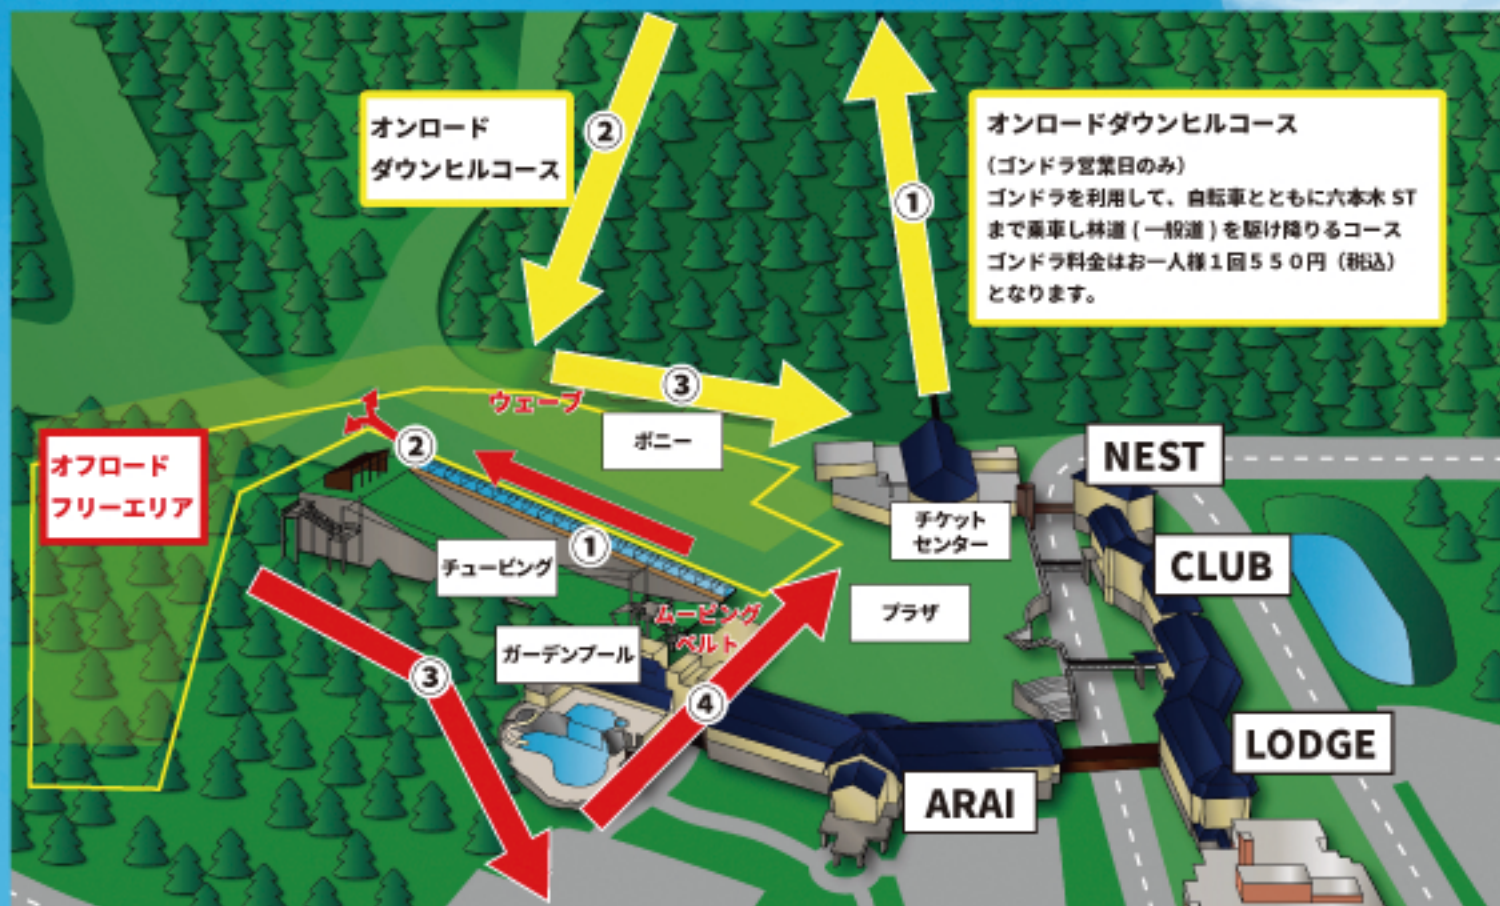 オンロード
ダウンヒルコース
②
①
オンロードダウンヒルコース
（ゴンドラ営業日のみ）
ゴンドラを利用して、自転車とともに六本木 ST
まで乗車し林道 ( 一般道 ) を駆け降りるコース
ゴンドラ料金はお一人様１回５５０円（税込）
となります。
③
ウェーブ
ポニー
②
オフロード
フリーエリア
NEST
チケット
センター
①
チュービング
CLUB
ムービング
ベルト
プラザ
ガーデンプール
③
④
LODGE
ARAI